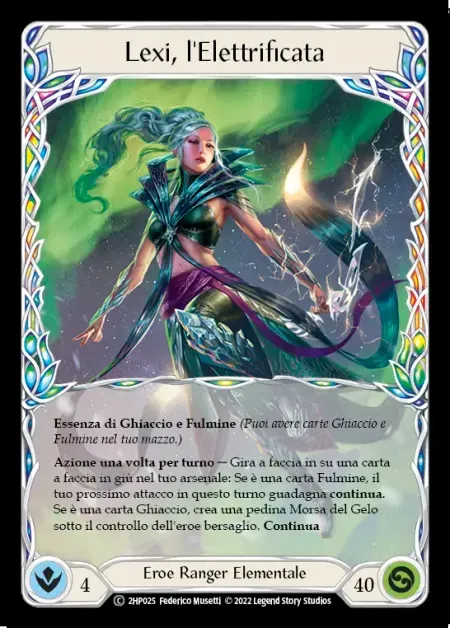 Lexi, l'Elettrificata
Essenza di Ghiaccio e Fulmine (Puoi avere carte Ghiaccio e
Fulmine nel tuo mazzo.)
Azione una volta per turno — Gira a faccia in su una carta
a faccia in giù nel tuo arsenale: Se è una carta Fulmine, il
tuo prossimo attacco in questo turno guadagna continua.
Se è una carta Ghiaccio, crea una pedina Morsa del Gelo
sotto il controllo dell'eroe bersaglio. Continua
4
Eroe Ranger Elementale
40
C 2HP025 Federico Musetti © 2022 Legend Story Studios